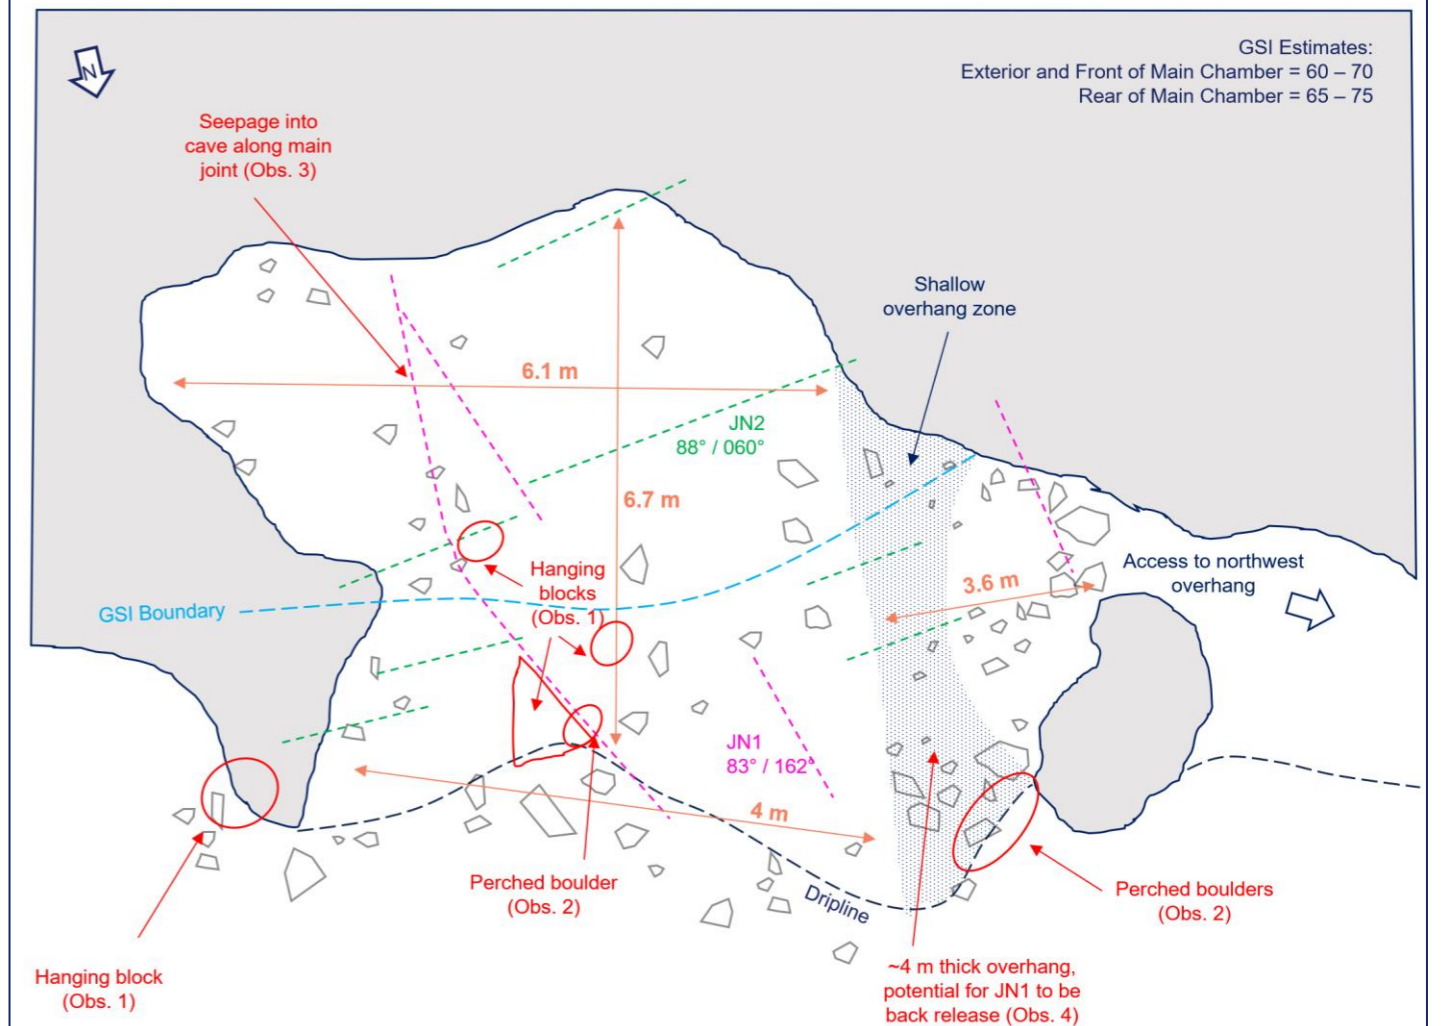 N
GSI Estimates:
Exterior and Front of Main Chamber = 60 – 70
Rear of Main Chamber = 65 – 75
Seepage into
cave along main
joint (Obs. 3)
Shallow
overhang zone
6.1 m
JN2
88° / 060°
6.7 m
Hanging
blocks
(Obs. 1)
GSI Boundary
3.6 m
Access to northwest
overhang
JN1
83° / 162°
4 m
Dripline
Perched boulder
(Obs. 2)
Perched boulders
(Obs. 2)
Hanging block
(Obs. 1)
~4 m thick overhang,
potential for JN1 to be
back release (Obs. 4)